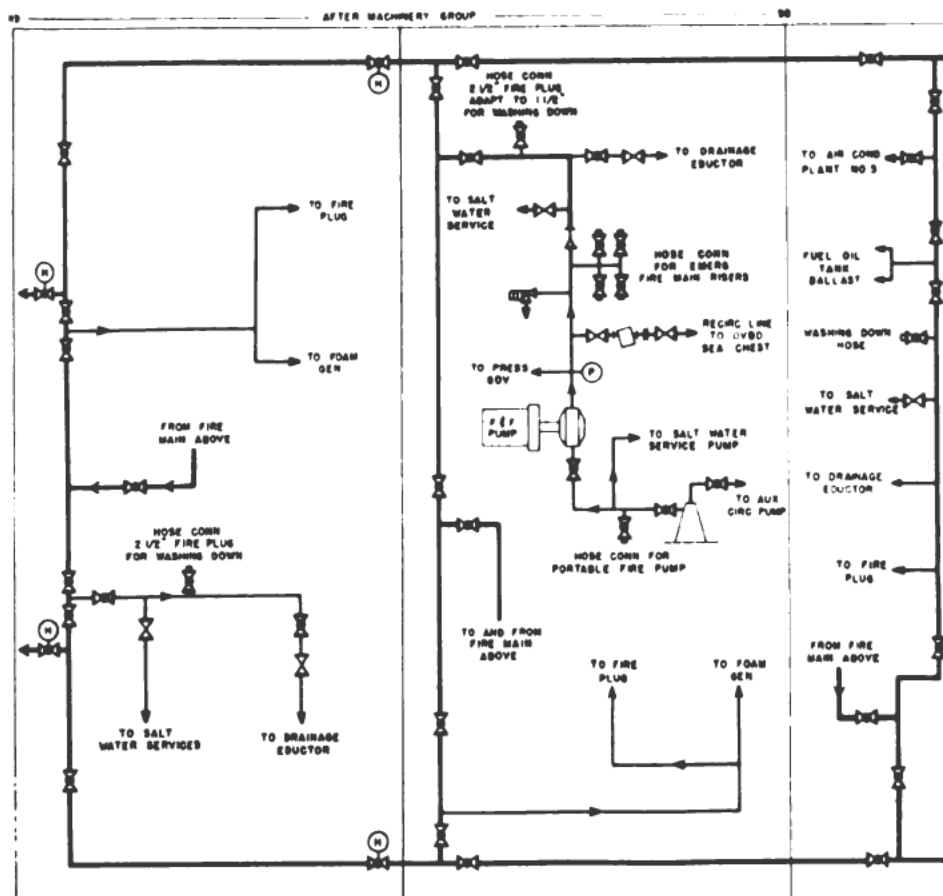 119
AFTER MACHINERY GROUP
98
HOSE CONN
2 1/2" FIRE PLUG
ADAPT TO 1 1/2"
FOR WASHING DOWN
TO DRAINAGE
EDUCTOR
TO AIR COND
PLANT NO 3
TO FIRE
PLUG
TO SALT
WATER
SERVICE
HOSE CONN
FOR EMERG
FIRE MAIN RISERS
FUEL OIL
TANK
BALLAST
RECIRC LINE
TO OVBD
SEA CHEST
WASHING DOWN
HOSE
TO FOAM
GEN
TO PRESS
GOV
P
TO SALT
WATER SERVICE
F & F
PUMP
FROM FIRE
MAIN ABOVE
TO SALT WATER
SERVICE PUMP
TO DRAINAGE
EDUCTOR
TO AUX
CIRC PUMP
HOSE CONN
2 1/2" FIRE PLUG
FOR WASHING DOWN
HOSE CONN FOR
PORTABLE FIRE PUMP
TO FIRE
PLUG
TO AND FROM
FIRE MAIN
ABOVE
FROM FIRE
MAIN ABOVE
TO FIRE
PLUG
TO FOAM
GEN
TO SALT
WATER SERVICES
TO DRAINAGE
EDUCTOR
M
M
M
M